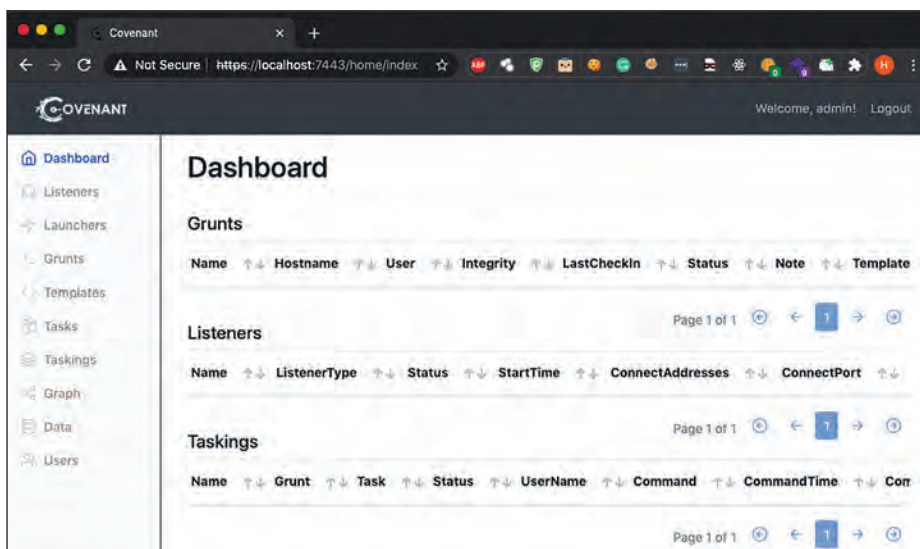 Covenant
Not Secure https://localhost:7443/home/index
ABP
0
9
H
COVENANT
Welcome, admin! Logout
Dashboard
Listeners
Launchers
Grunts
Templates
Tasks
Taskings
Graph
Data
Users
Dashboard
Grunts
Name Hostname User Integrity LastCheckIn Status Note Template
Page 1 of 1 1
Listeners
Name ListenerType Status StartTime ConnectAddresses ConnectPort
Page 1 of 1 1
Taskings
Name Grunt Task Status UserName Command CommandTime Com
Page 1 of 1 1